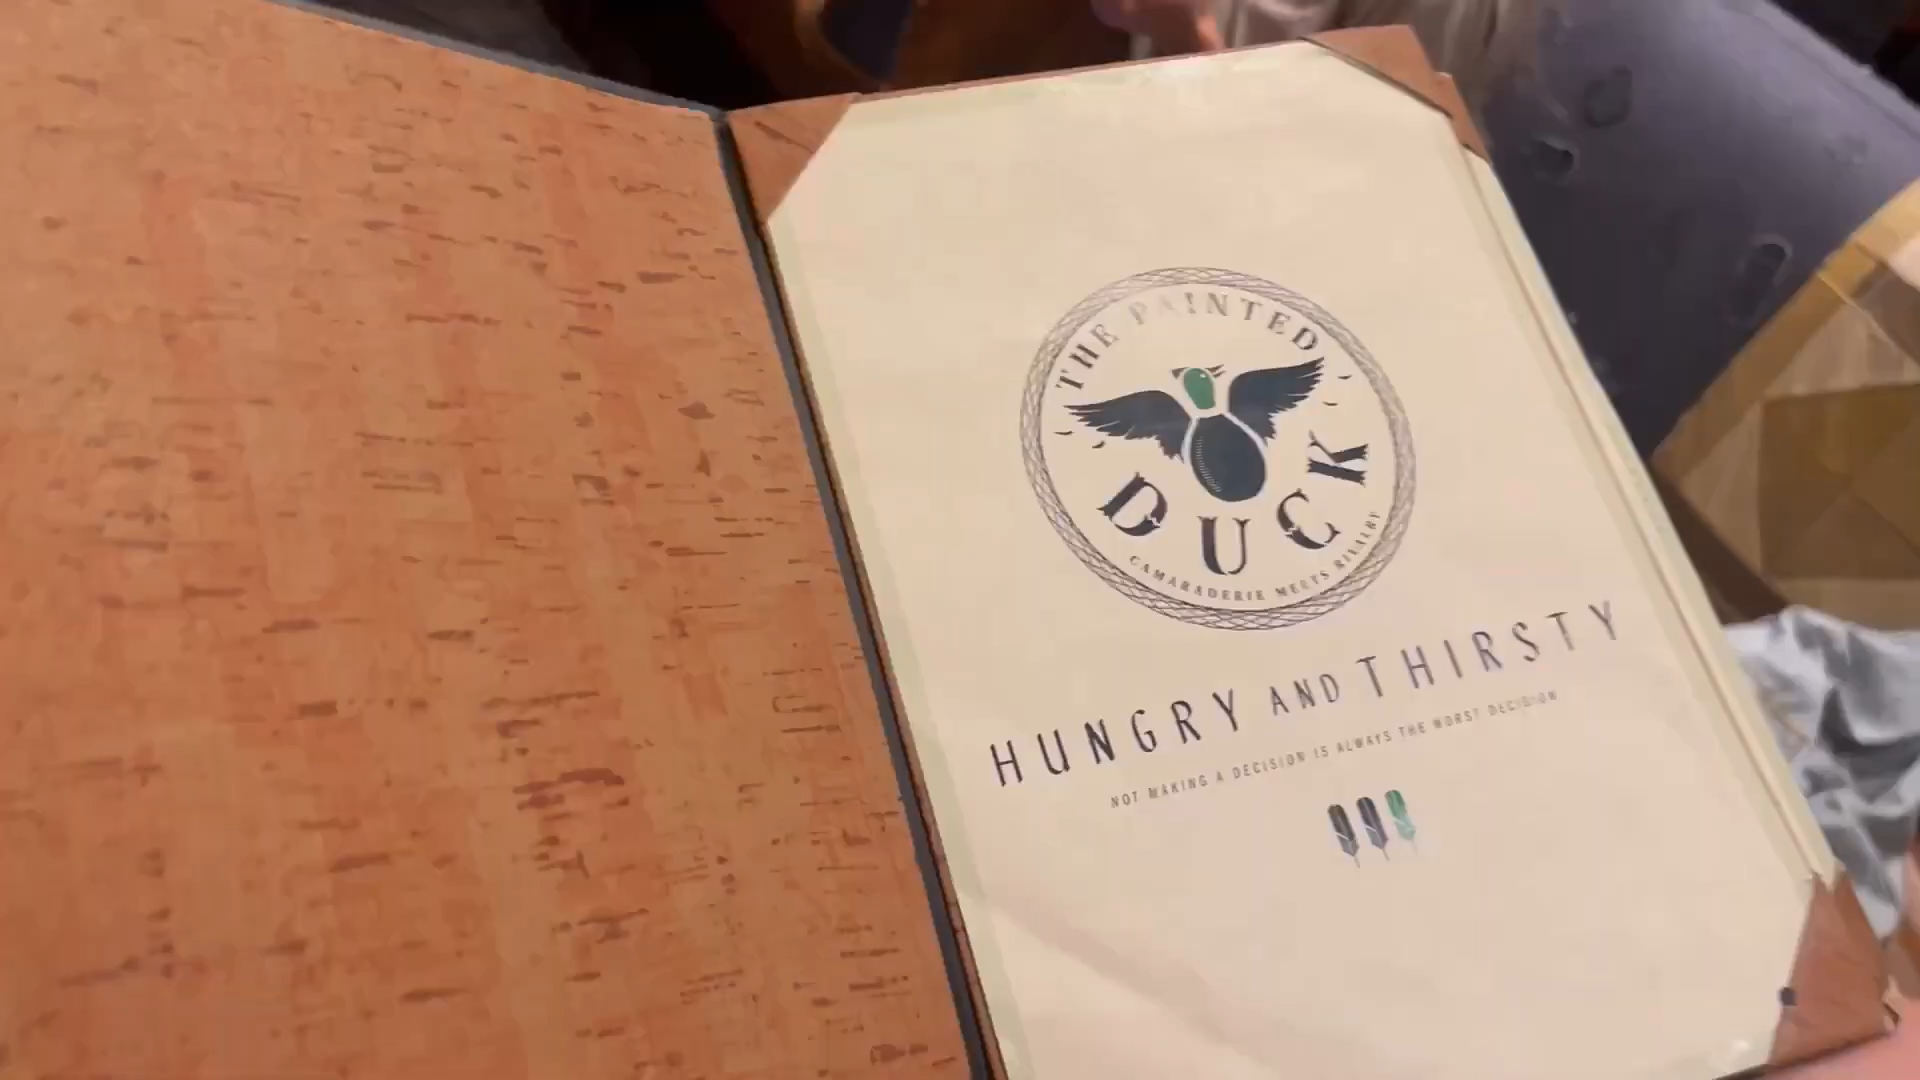 THE PAINTED
DUCK
CAMARADERIE MEETS RIVALRY
HUNGRY AND THIRSTY
NOT MAKING A DECISION IS ALWAYS THE WORST DECISION